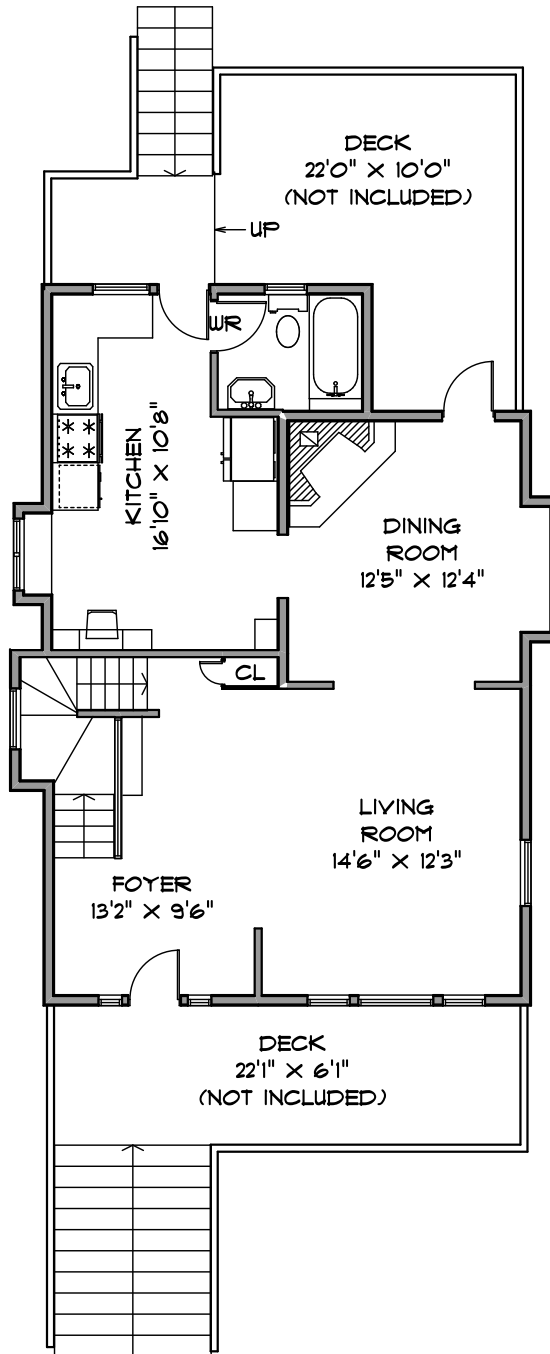 DECK
22'0" X 10'0"
(NOT INCLUDED)
UP
WR
KITCHEN
16'10" X 10'8"
DINING
ROOM
12'5" X 12'4"
CL
LIVING
ROOM
14'6" X 12'3"
FOYER
13'2" X 9'6"
DECK
22'1" X 6'1"
(NOT INCLUDED)